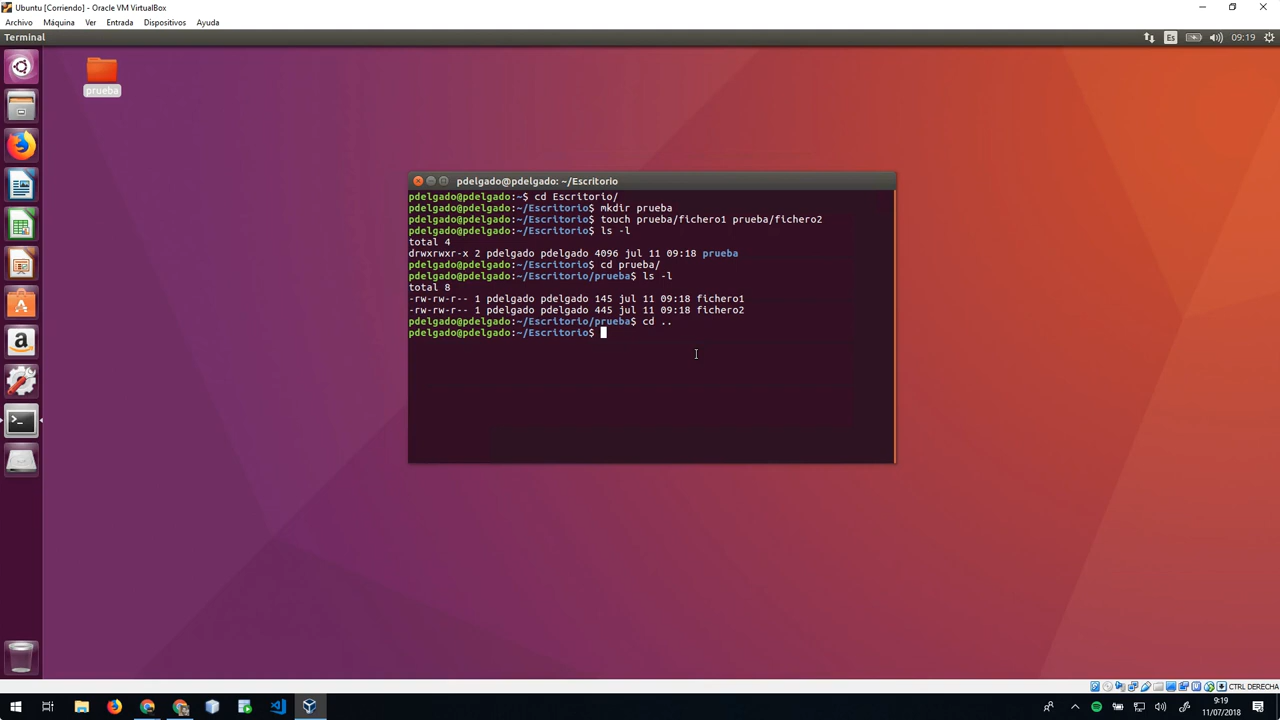 Ubuntu [Corriendo] - Oracle VM VirtualBox
Archivo Máquina Ver Entrada Dispositivos Ayuda
Terminal
Es
09:19
prueba
pdelgado@pdelgado: ~/Escritorio
pdelgado@pdelgado:~$ cd Escritorio/
pdelgado@pdelgado:~/Escritorio$ mkdir prueba
pdelgado@pdelgado:~/Escritorio$ touch prueba/fichero1 prueba/fichero2
pdelgado@pdelgado:~/Escritorio$ ls -l
total 4
drwxrwxr-x 2 pdelgado pdelgado 4096 jul 11 09:18 prueba
pdelgado@pdelgado:~/Escritorio$ cd prueba/
pdelgado@pdelgado:~/Escritorio/prueba$ ls -l
total 8
-rw-rw-r-- 1 pdelgado pdelgado 145 jul 11 09:18 fichero1
-rw-rw-r-- 1 pdelgado pdelgado 445 jul 11 09:18 fichero2
pdelgado@pdelgado:~/Escritorio/prueba$ cd ..
pdelgado@pdelgado:~/Escritorio$
CTRL DERECHA
9:19
11/07/2018